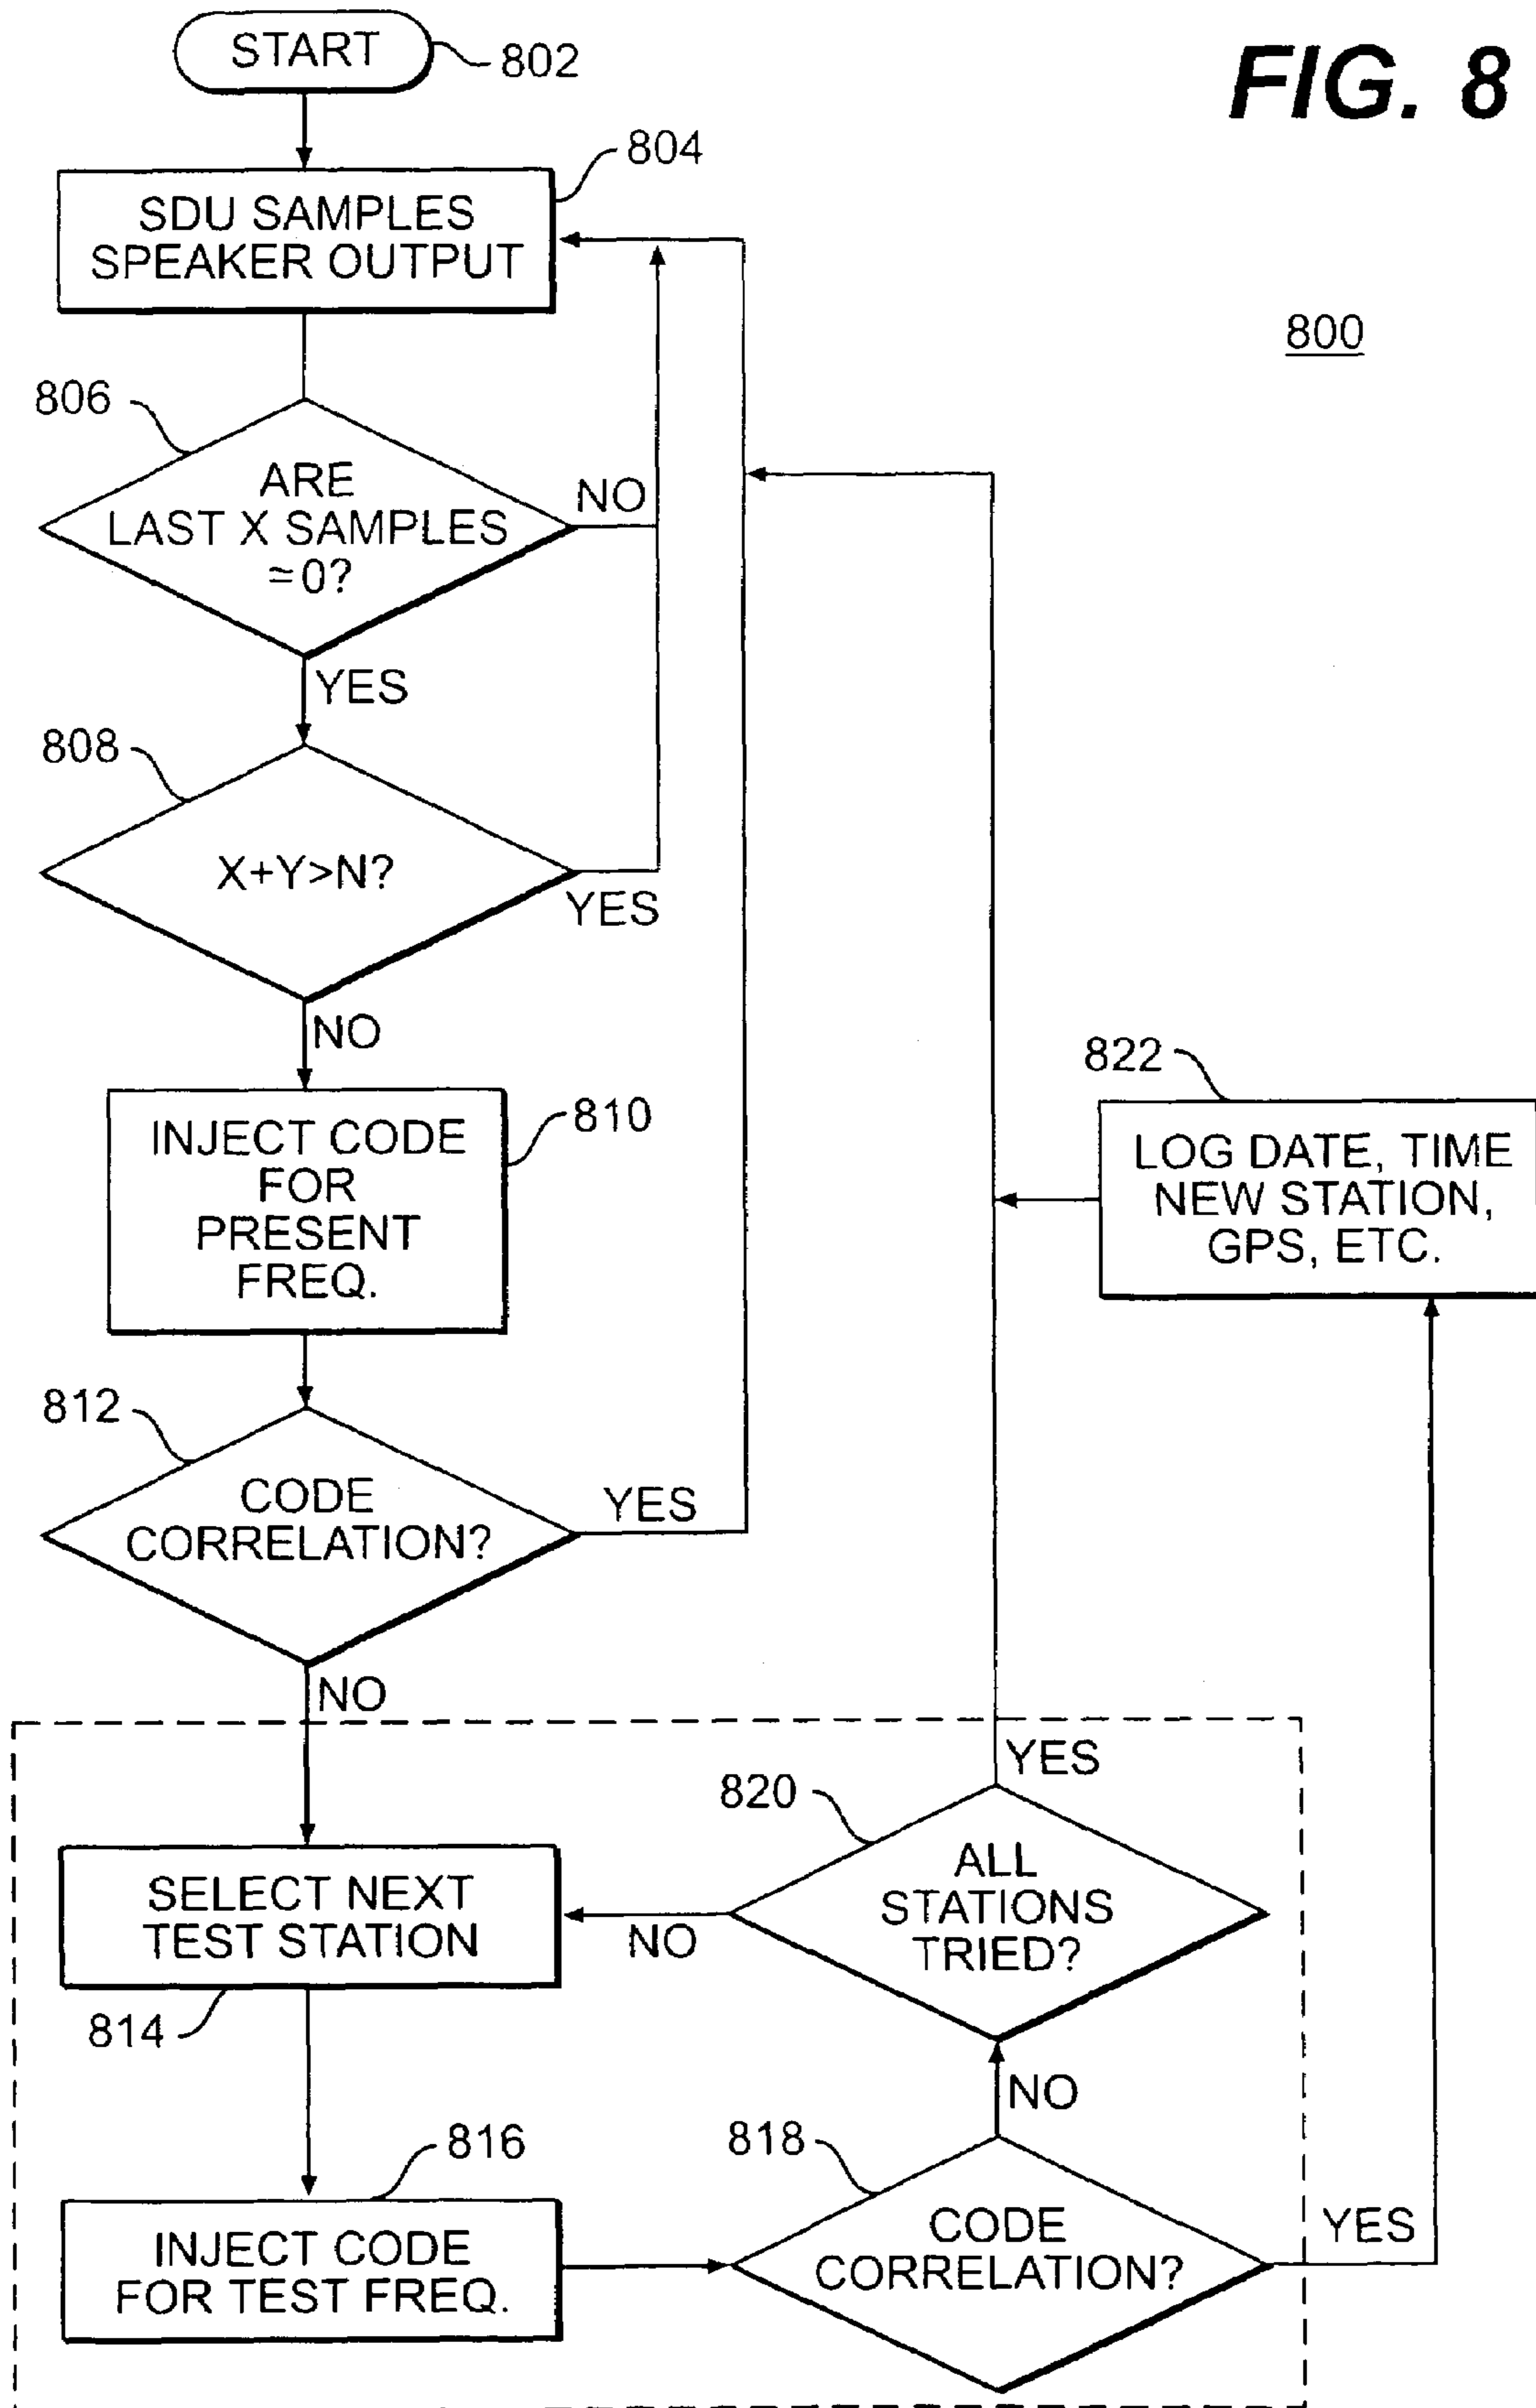 FIG. 8
800
START
802
804
SDU SAMPLES
SPEAKER OUTPUT
806
ARE
LAST X SAMPLES
≃0?
NO
YES
808
X+Y>N?
YES
NO
810
INJECT CODE
FOR
PRESENT
FREQ.
812
CODE
CORRELATION?
YES
NO
822
LOG DATE, TIME
NEW STATION,
GPS, ETC.
SELECT NEXT
TEST STATION
814
816
INJECT CODE
FOR TEST FREQ.
818
CODE
CORRELATION?
YES
NO
820
ALL
STATIONS
TRIED?
NO
YES